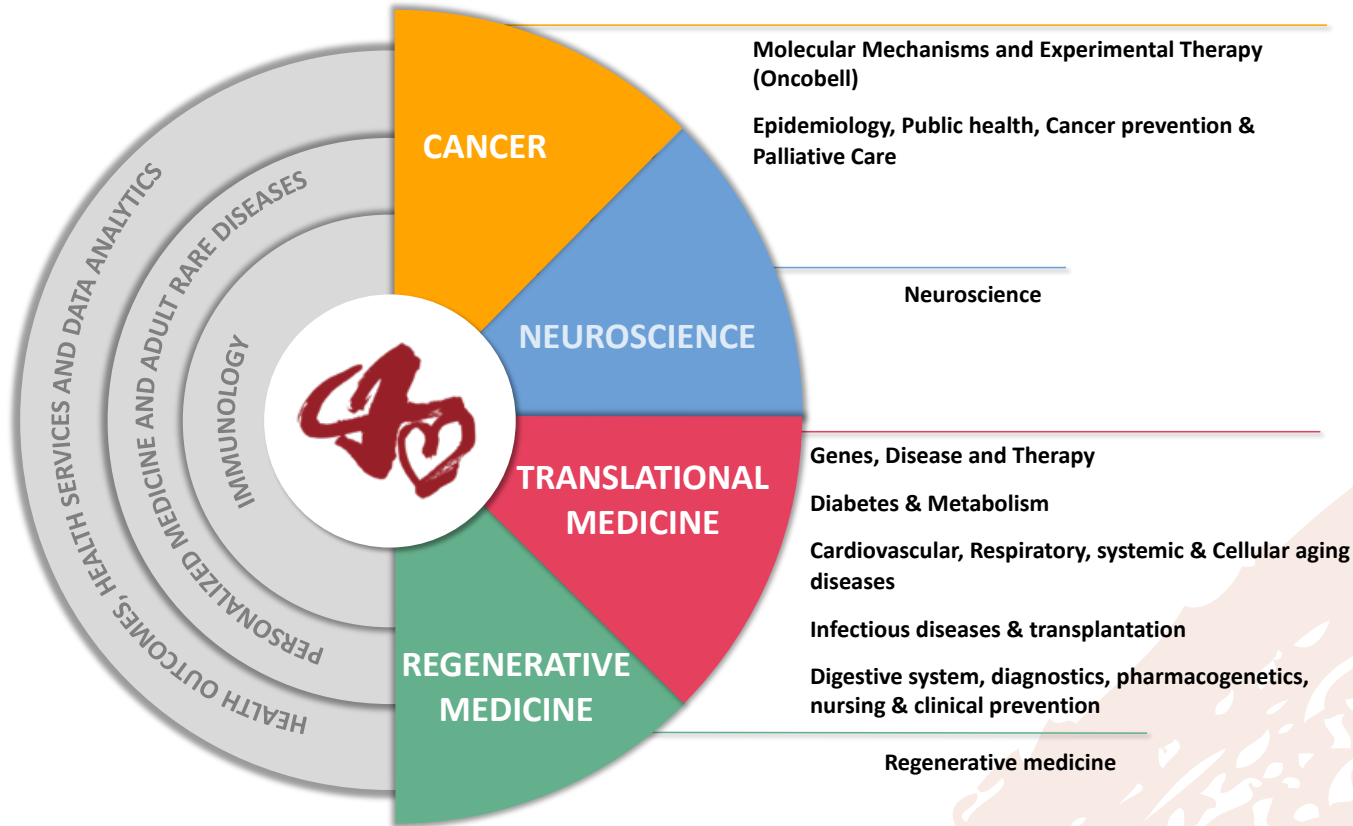 HEALTH OUTCOMES, HEALTH SERVICES AND DATA ANALYTICS
PERSONALIZED MEDICINE AND ADULT RARE DISEASES
IMMUNOLOGY
CANCER
NEUROSCIENCE
TRANSLATIONAL
MEDICINE
REGENERATIVE
MEDICINE
Molecular Mechanisms and Experimental Therapy
(Oncobell)
Epidemiology, Public health, Cancer prevention &
Palliative Care
Neuroscience
Genes, Disease and Therapy
Diabetes & Metabolism
Cardiovascular, Respiratory, systemic & Cellular aging
diseases
Infectious diseases & transplantation
Digestive system, diagnostics, pharmacogenetics,
nursing & clinical prevention
Regenerative medicine